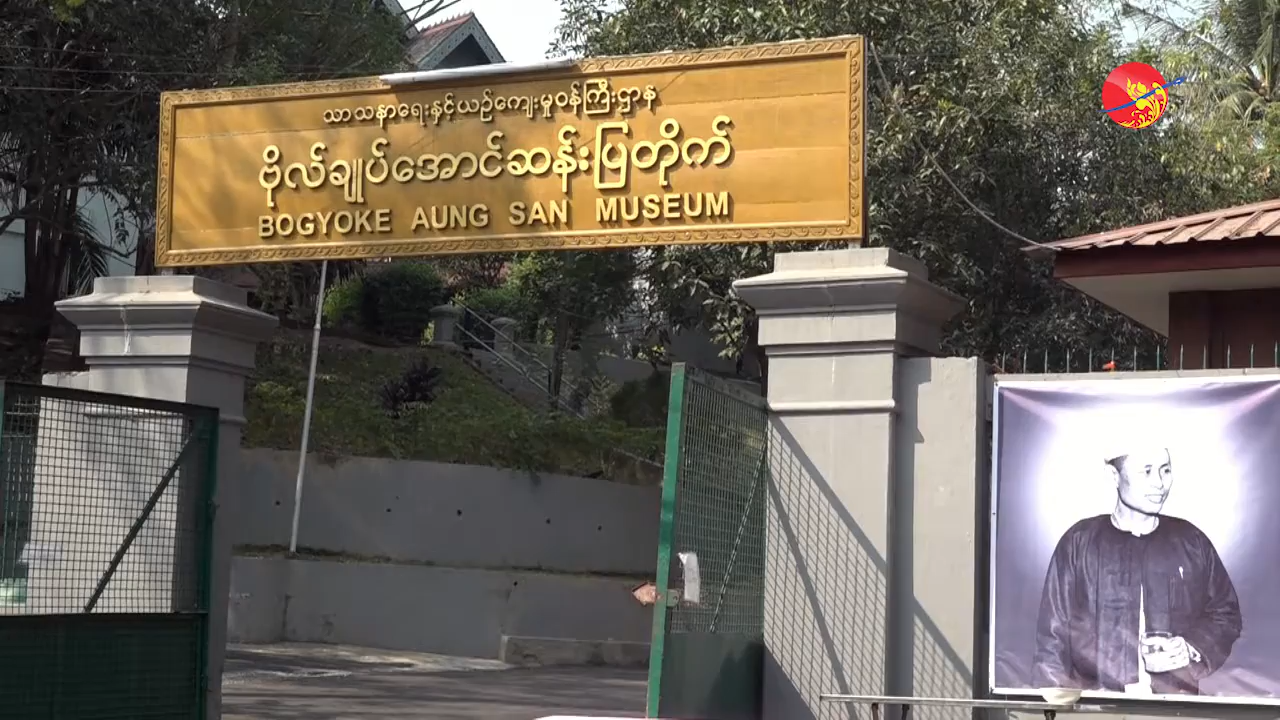 သာသနာရေးနှင့်ယဉ်ကျေးမှုဝန်ကြီးဌာန
ဗိုလ်ချုပ်အောင်ဆန်းပြတိုက်
BOGYOKE AUNG SAN MUSEUM